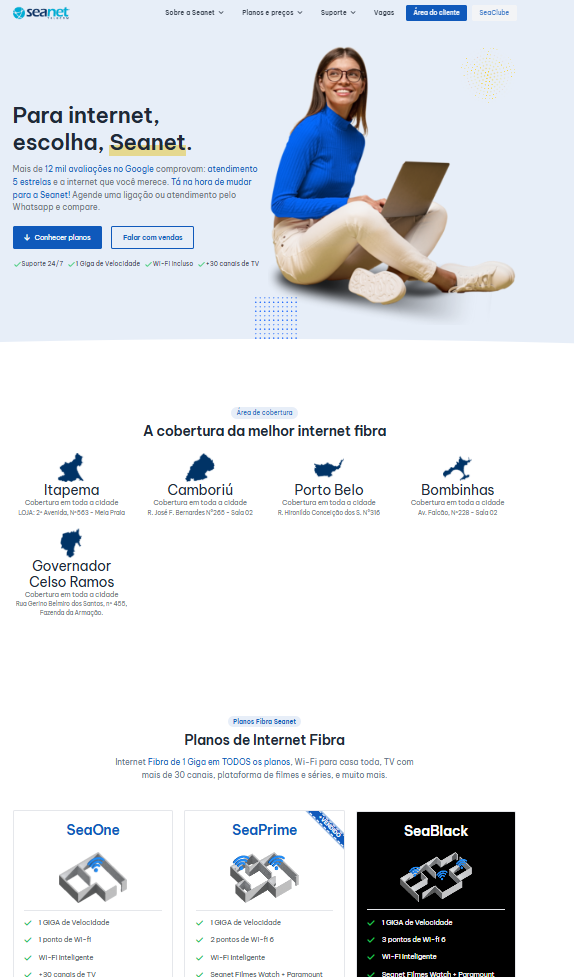 seanet
TELECOM
Sobre a Seanet
Planos e preços
Suporte
Vagas
Área do cliente
SeaClube
Para internet,
escolha, Seanet.
Mais de 12 mil avaliações no Google comprovam: atendimento
5 estrelas e a internet que você merece. Tá na hora de mudar
para a Seanet! Agende uma ligação ou atendimento pelo
Whatsapp e compare.
Conhecer planos
Falar com vendas
Suporte 24/7
1 Giga de Velocidade
Wi-Fi Incluso
+30 canais de TV
Área de cobertura
A cobertura da melhor internet fibra
Itapema
Cobertura em toda a cidade
LOJA: 2ª Avenida, Nº563 - Meia Praia
Camboriú
Cobertura em toda a cidade
R. José F. Bernardes Nº265 - Sala 02
Porto Belo
Cobertura em toda a cidade
R. Hironildo Conceição dos S. Nº316
Bombinhas
Cobertura em toda a cidade
Av. Falcão, Nº228 - Sala 02
Governador
Celso Ramos
Cobertura em toda a cidade
Rua Gerino Belmiro dos Santos, nº 455,
Fazenda da Armação.
Planos Fibra Seanet
Planos de Internet Fibra
Internet Fibra de 1 Giga em TODOS os planos, Wi-Fi para casa toda, TV com
mais de 30 canais, plataforma de filmes e séries, e muito mais.
SeaOne
1 GIGA de Velocidade
1 ponto de Wi-fi
Wi-Fi Inteligente
+30 canais de TV
+VENDIDO
SeaPrime
1 GIGA de Velocidade
2 pontos de Wi-fi 6
Wi-Fi Inteligente
Seanet Filmes Watch + Paramount
SeaBlack
1 GIGA de Velocidade
3 pontos de Wi-fi 6
Wi-Fi Inteligente
Seanet Filmes Watch + Paramount